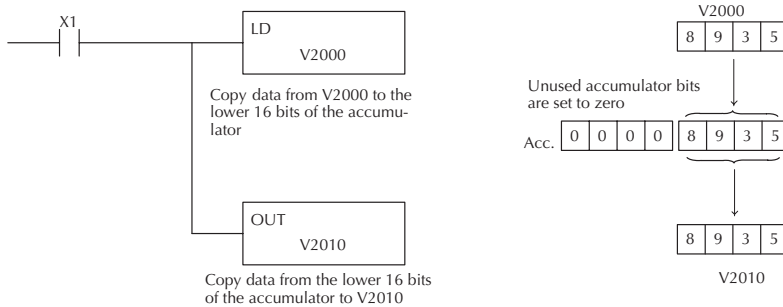 X1
LD
V2000
Copy data from V2000 to the
lower 16 bits of the accumu-
lator
OUT
V2010
Copy data from the lower 16 bits
of the accumulator to V2010
V2000
8 9 3 5
Unused accumulator bits
are set to zero
Acc. 0 0 0 0 8 9 3 5
8 9 3 5
V2010